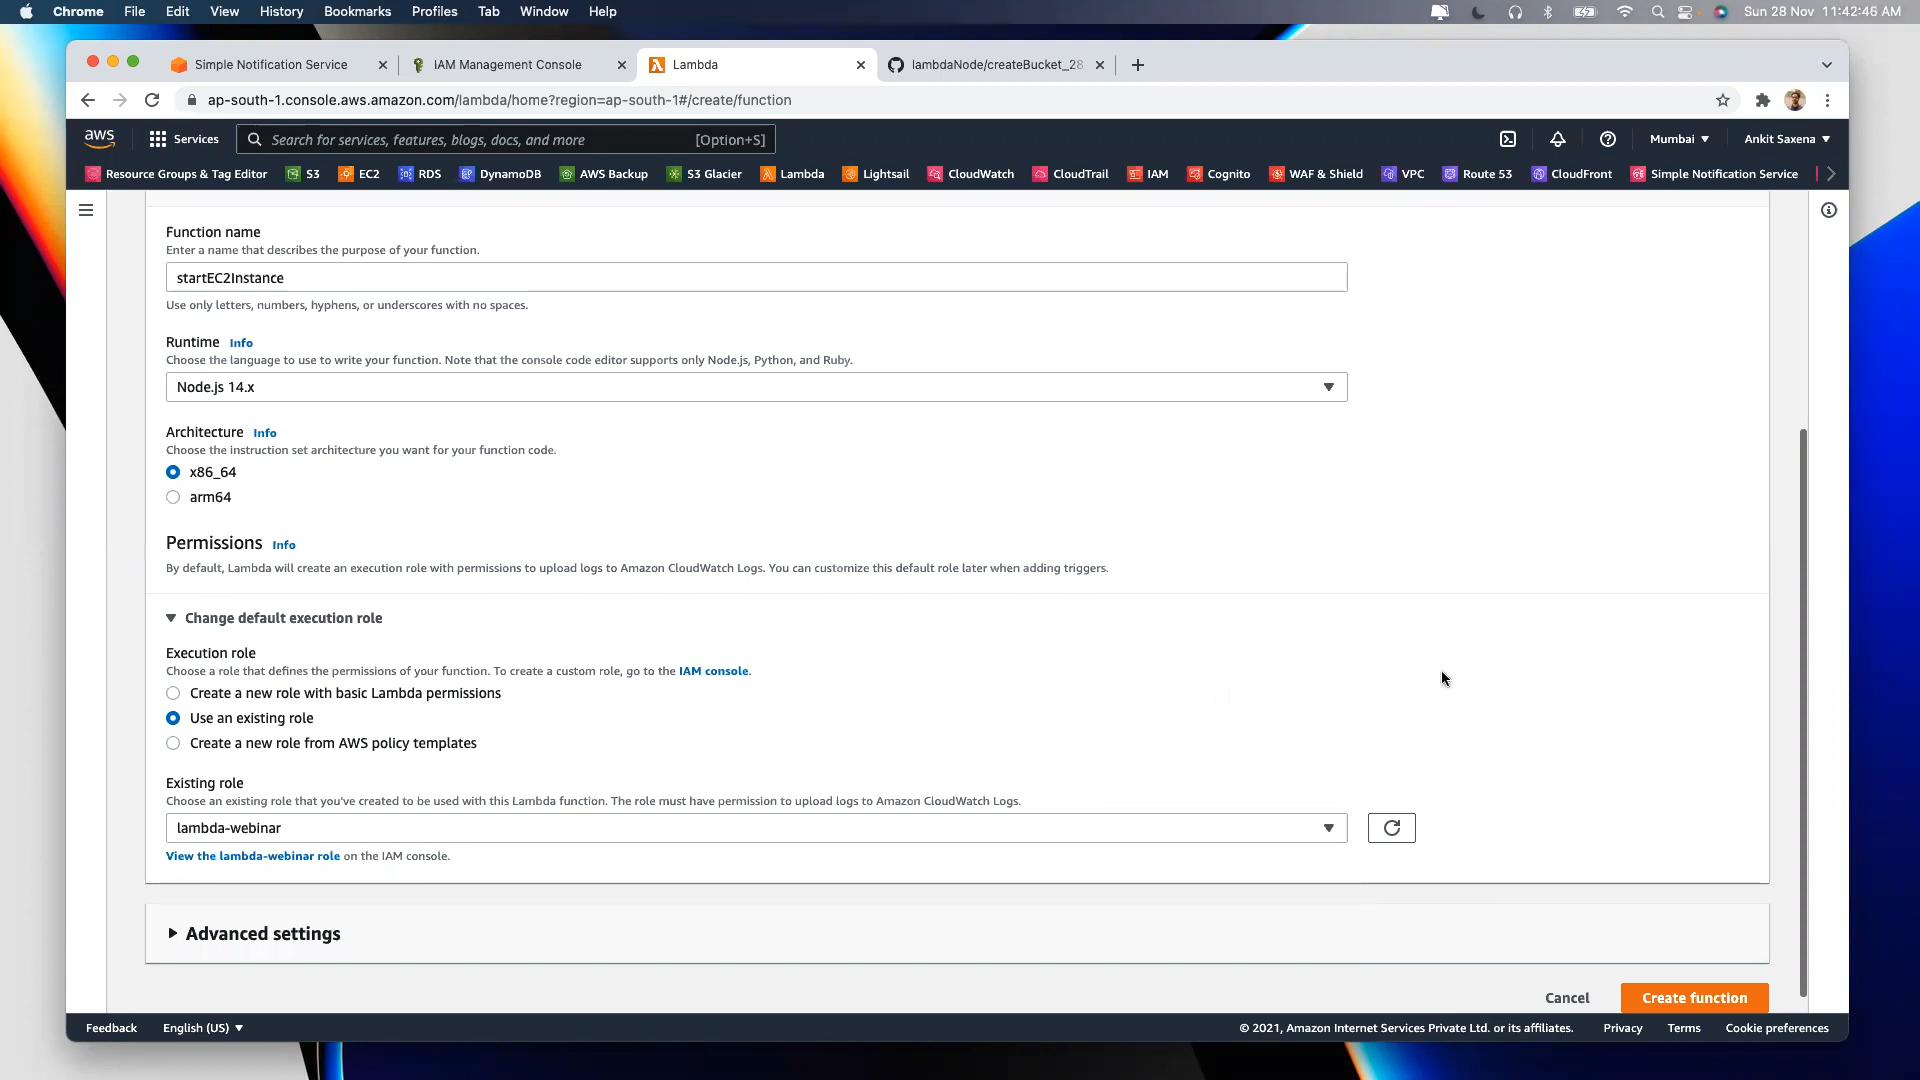 Chrome File Edit View History Bookmarks Profiles Tab Window Help Sun 28 Nov 11:42:46 AM
Simple Notification Service IAM Management Console Lambda lambdaNode/createBucket_28
ap-south-1.console.aws.amazon.com/lambda/home?region=ap-south-1#/create/function
aws Services Search for services, features, blogs, docs, and more [Option+S] Mumbai Ankit Saxena
Resource Groups & Tag Editor S3 EC2 RDS DynamoDB AWS Backup S3 Glacier Lambda Lightsail CloudWatch CloudTrail IAM Cognito WAF & Shield VPC Route 53 CloudFront Simple Notification Service
Function name
Enter a name that describes the purpose of your function.
startEC2Instance
Use only letters, numbers, hyphens, or underscores with no spaces.
Runtime Info
Choose the language to use to write your function. Note that the console code editor supports only Node.js, Python, and Ruby.
Node.js 14.x
Architecture Info
Choose the instruction set architecture you want for your function code.
x86_64
arm64
Permissions Info
By default, Lambda will create an execution role with permissions to upload logs to Amazon CloudWatch Logs. You can customize this default role later when adding triggers.
Change default execution role
Execution role
Choose a role that defines the permissions of your function. To create a custom role, go to the IAM console.
Create a new role with basic Lambda permissions
Use an existing role
Create a new role from AWS policy templates
Existing role
Choose an existing role that you've created to be used with this Lambda function. The role must have permission to upload logs to Amazon CloudWatch Logs.
lambda-webinar
View the lambda-webinar role on the IAM console.
Advanced settings
Cancel Create function
Feedback English (US) © 2021, Amazon Internet Services Private Ltd. or its affiliates. Privacy Terms Cookie preferences